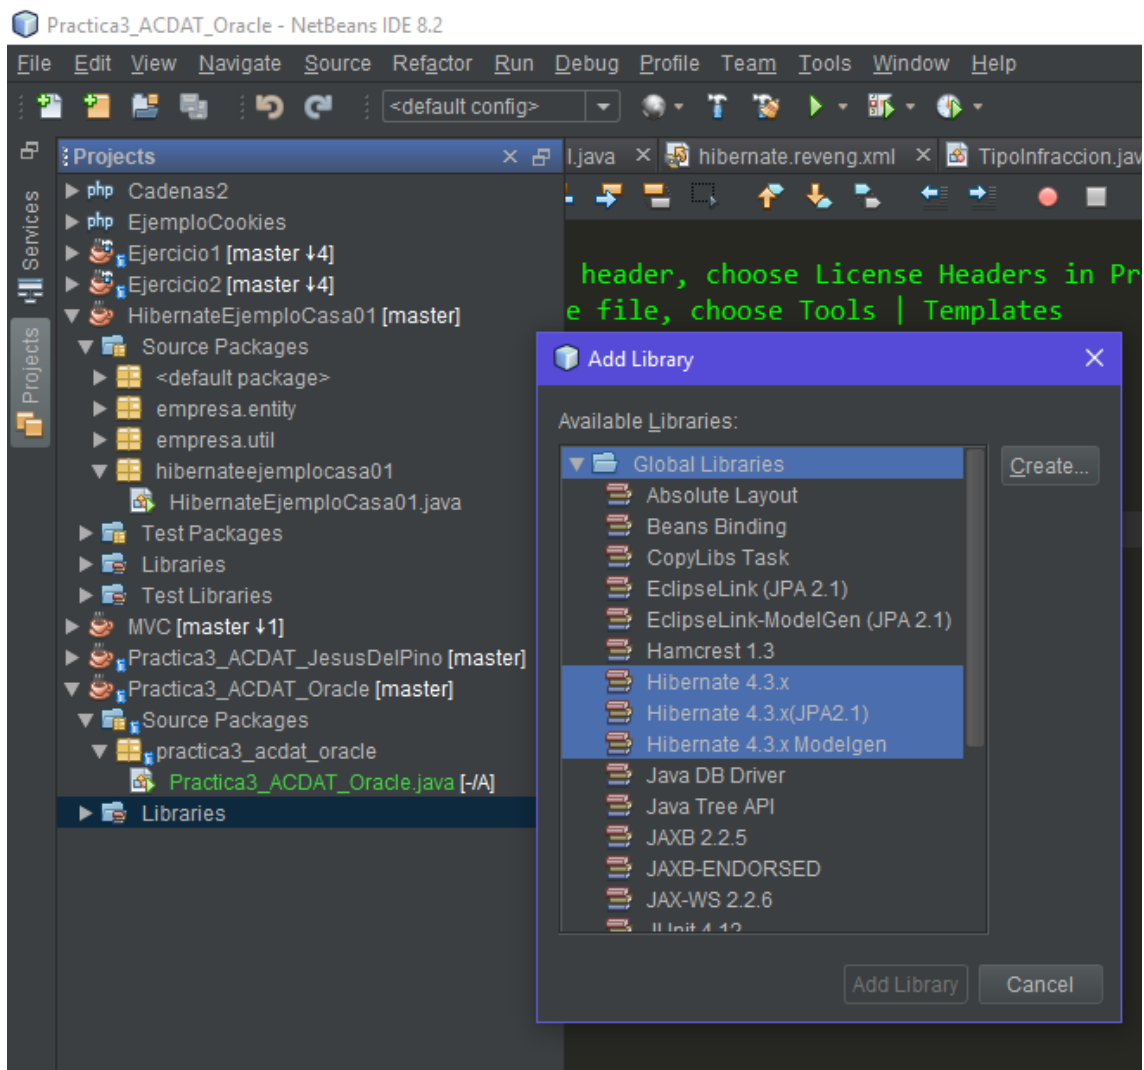 Practica3_ACDAT_Oracle - NetBeans IDE 8.2
File Edit View Navigate Source Refactor Run Debug Profile Team Tools Window Help
<default config>
Projects
l.java
hibernate.reveng.xml
TipoInfraccion.jav
Services
Projects
php Cadenas2
php EjemploCookies
Ejercicio1 [master ↓4]
Ejercicio2 [master ↓4]
HibernateEjemploCasa01 [master]
Source Packages
<default package>
empresa.entity
empresa.util
hibernateejemplocasa01
HibernateEjemploCasa01.java
Test Packages
Libraries
Test Libraries
MVC [master ↓1]
Practica3_ACDAT_JesusDelPino [master]
Practica3_ACDAT_Oracle [master]
Source Packages
practica3_acdat_oracle
Practica3_ACDAT_Oracle.java [-/A]
Libraries
header, choose License Headers in Pr
e file, choose Tools | Templates
Add Library
Available Libraries:
Global Libraries
Absolute Layout
Beans Binding
CopyLibs Task
EclipseLink (JPA 2.1)
EclipseLink-ModelGen (JPA 2.1)
Hamcrest 1.3
Hibernate 4.3.x
Hibernate 4.3.x(JPA2.1)
Hibernate 4.3.x Modelgen
Java DB Driver
Java Tree API
JAXB 2.2.5
JAXB-ENDORSED
JAX-WS 2.2.6
JUnit 4.12
Create...
Add Library
Cancel